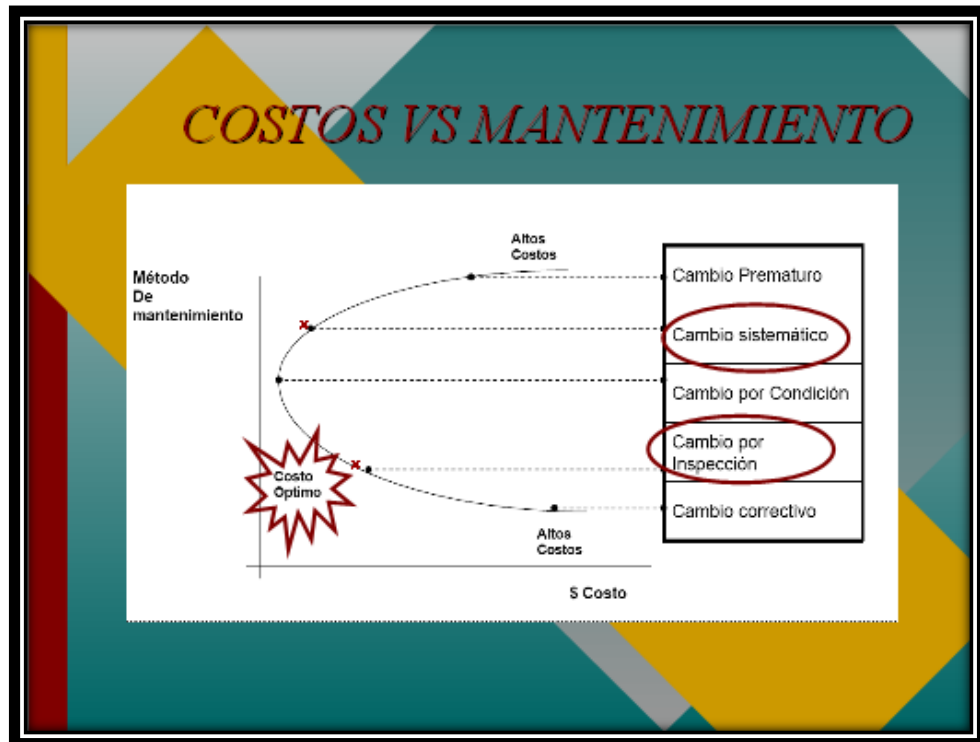 COSTOS VS MANTENIMIENTO
Altos
Costos
Método
De
mantenimiento
x
x
Costo
Óptimo
Altos
Costos
$ Costo
Cambio Prematuro
Cambio sistemático
Cambio por Condición
Cambio por
Inspección
Cambio correctivo